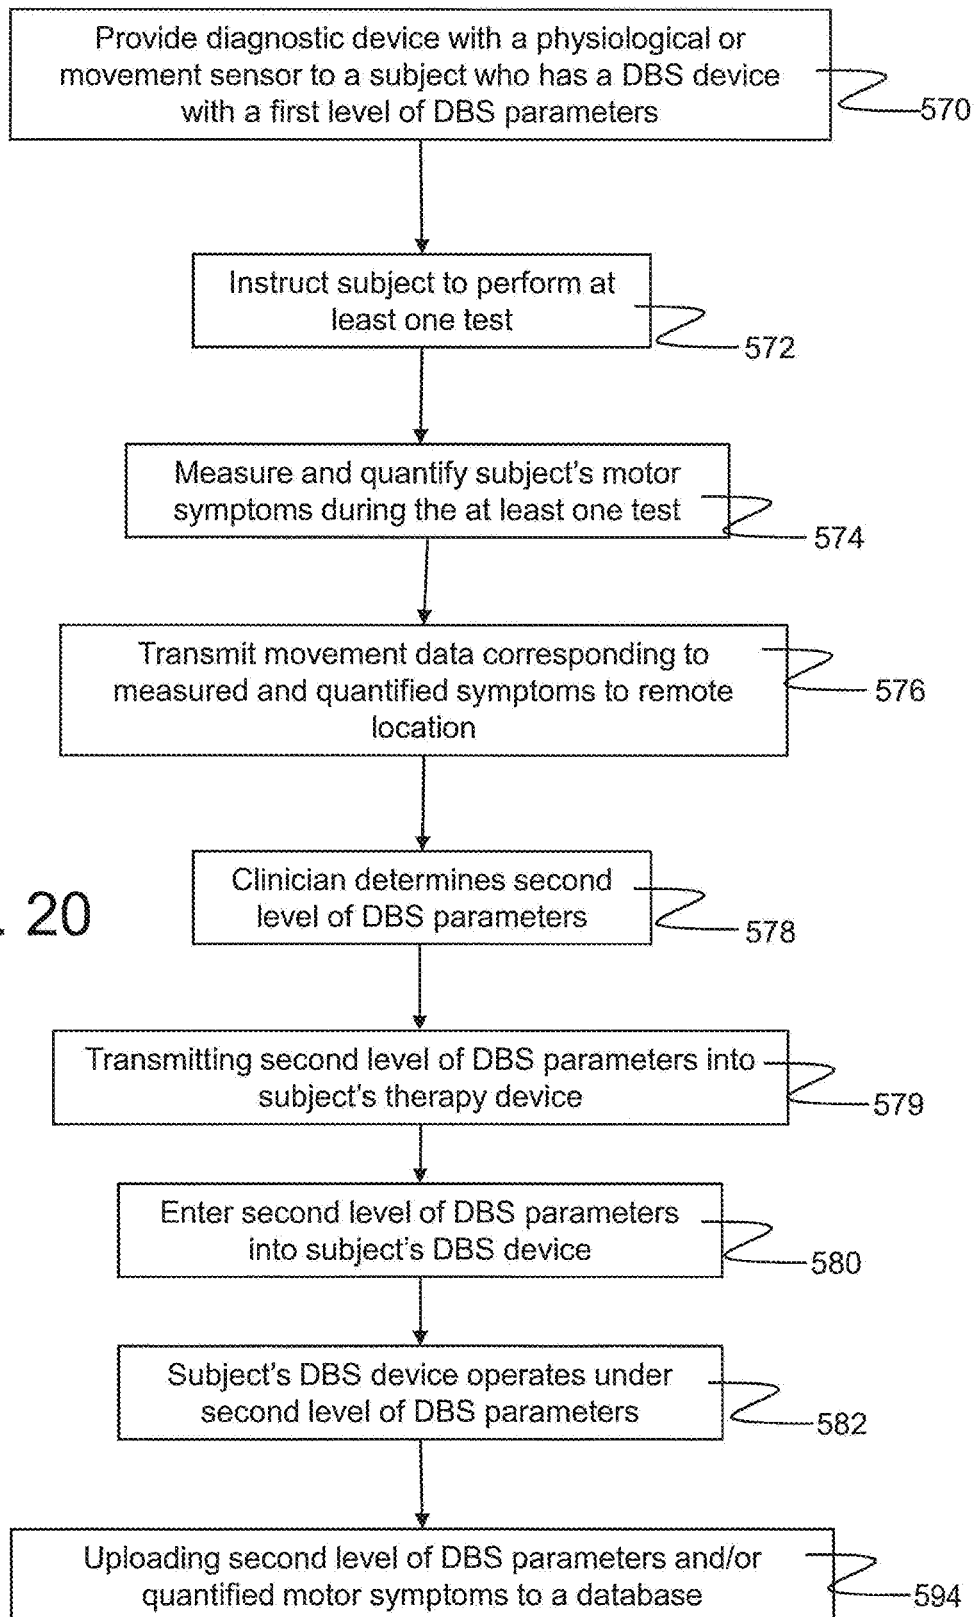 Provide diagnostic device with a physiological or
movement sensor to a subject who has a DBS device
with a first level of DBS parameters
570
Instruct subject to perform at
least one test
572
Measure and quantify subject's motor
symptoms during the at least one test
574
Transmit movement data corresponding to
measured and quantified symptoms to remote
location
576
. 20
Clinician determines second
level of DBS parameters
578
Transmitting second level of DBS parameters into
subject's therapy device
579
Enter second level of DBS parameters
into subject's DBS device
580
Subject's DBS device operates under
second level of DBS parameters
582
Uploading second level of DBS parameters and/or
quantified motor symptoms to a database
594